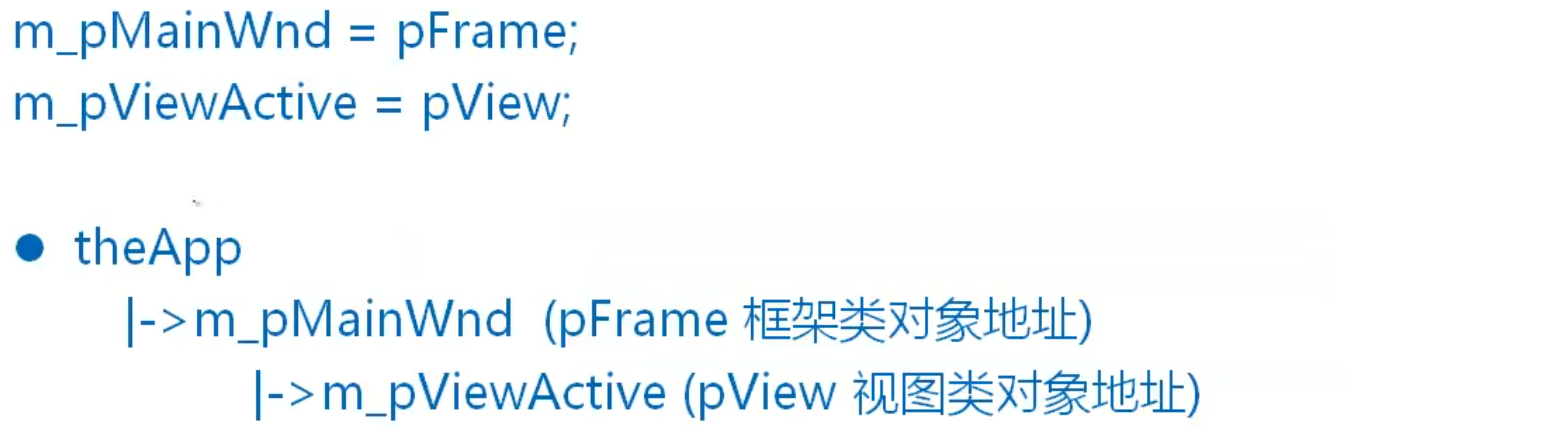 m_pMainWnd = pFrame;
m_pViewActive = pView;
● theApp
|->m_pMainWnd (pFrame 框架类对象地址)
|->m_pViewActive (pView 视图类对象地址)